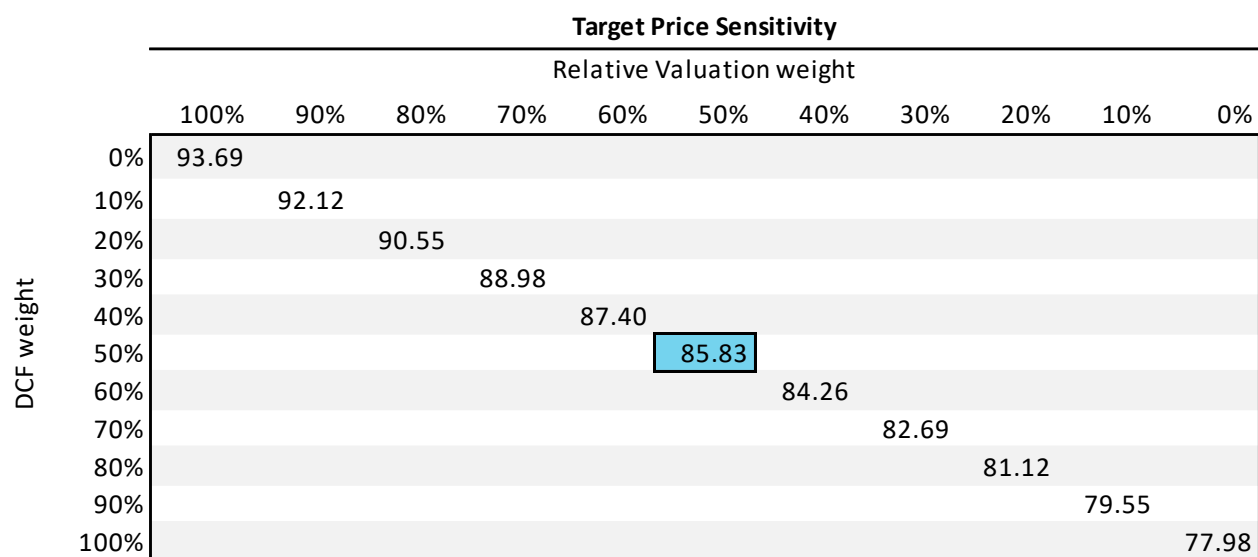 Target Price Sensitivity
Relative Valuation weight
100% 90% 80% 70% 60% 50% 40% 30% 20% 10% 0%
DCF weight
0% 93.69
10% 92.12
20% 90.55
30% 88.98
40% 87.40
50% 85.83
60% 84.26
70% 82.69
80% 81.12
90% 79.55
100% 77.98